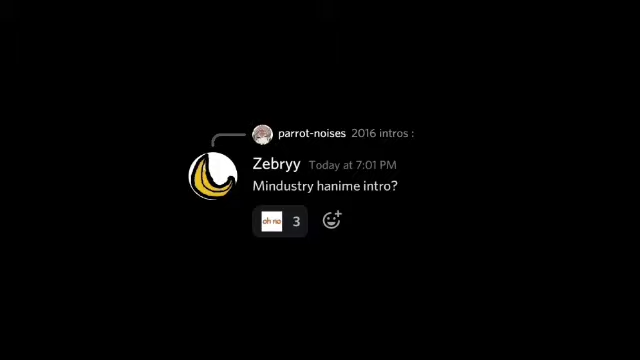 parrot-noises 2016 intros :
Zebryy Today at 7:01 PM
Mindustry hanime intro?
oh no 3